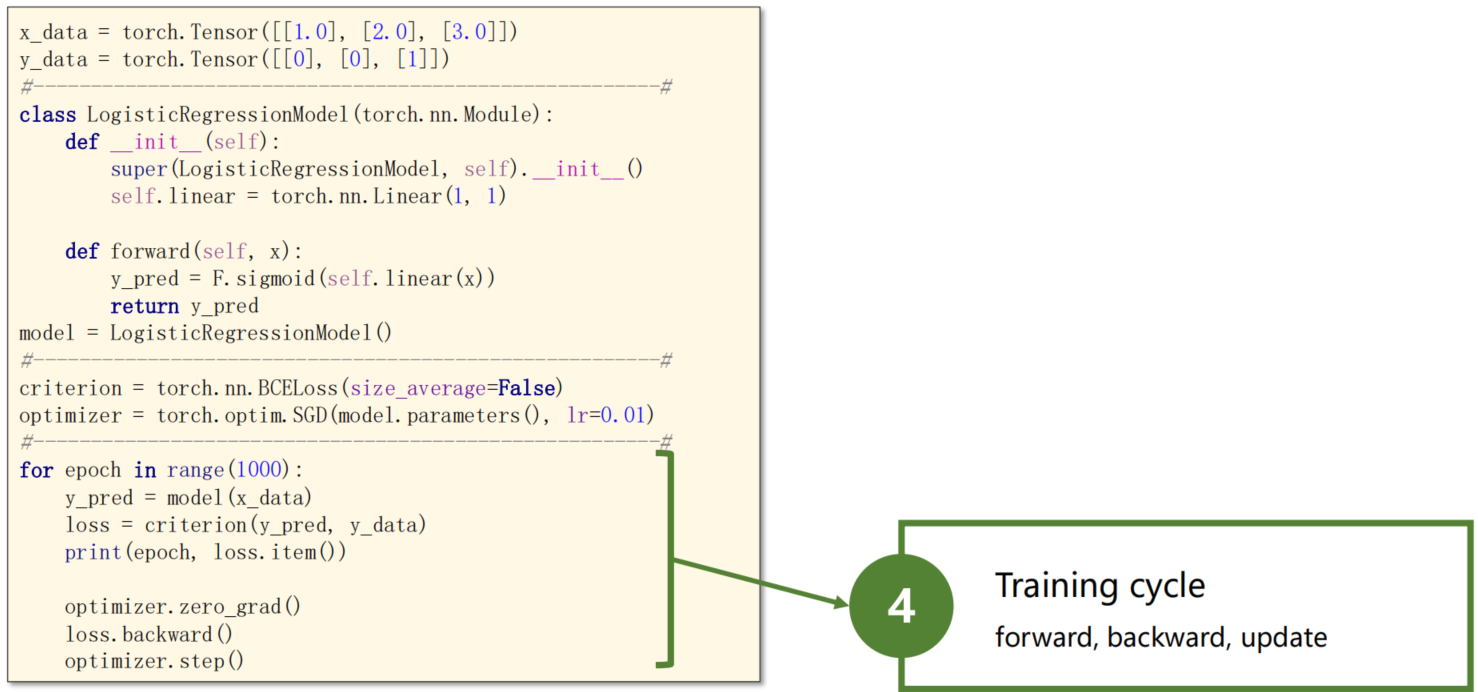 x_data = torch.Tensor([[1.0], [2.0], [3.0]])
y_data = torch.Tensor([[0], [0], [1]])
#-------------------------------------------------------#
class LogisticRegressionModel(torch.nn.Module):
    def __init__(self):
        super(LogisticRegressionModel, self).__init__()
        self.linear = torch.nn.Linear(1, 1)

    def forward(self, x):
        y_pred = F.sigmoid(self.linear(x))
        return y_pred
model = LogisticRegressionModel()
#-------------------------------------------------------#
criterion = torch.nn.BCELoss(size_average=False)
optimizer = torch.optim.SGD(model.parameters(), lr=0.01)
#-------------------------------------------------------#
for epoch in range(1000):
    y_pred = model(x_data)
    loss = criterion(y_pred, y_data)
    print(epoch, loss.item())

    optimizer.zero_grad()
    loss.backward()
    optimizer.step()
4
Training cycle
forward, backward, update